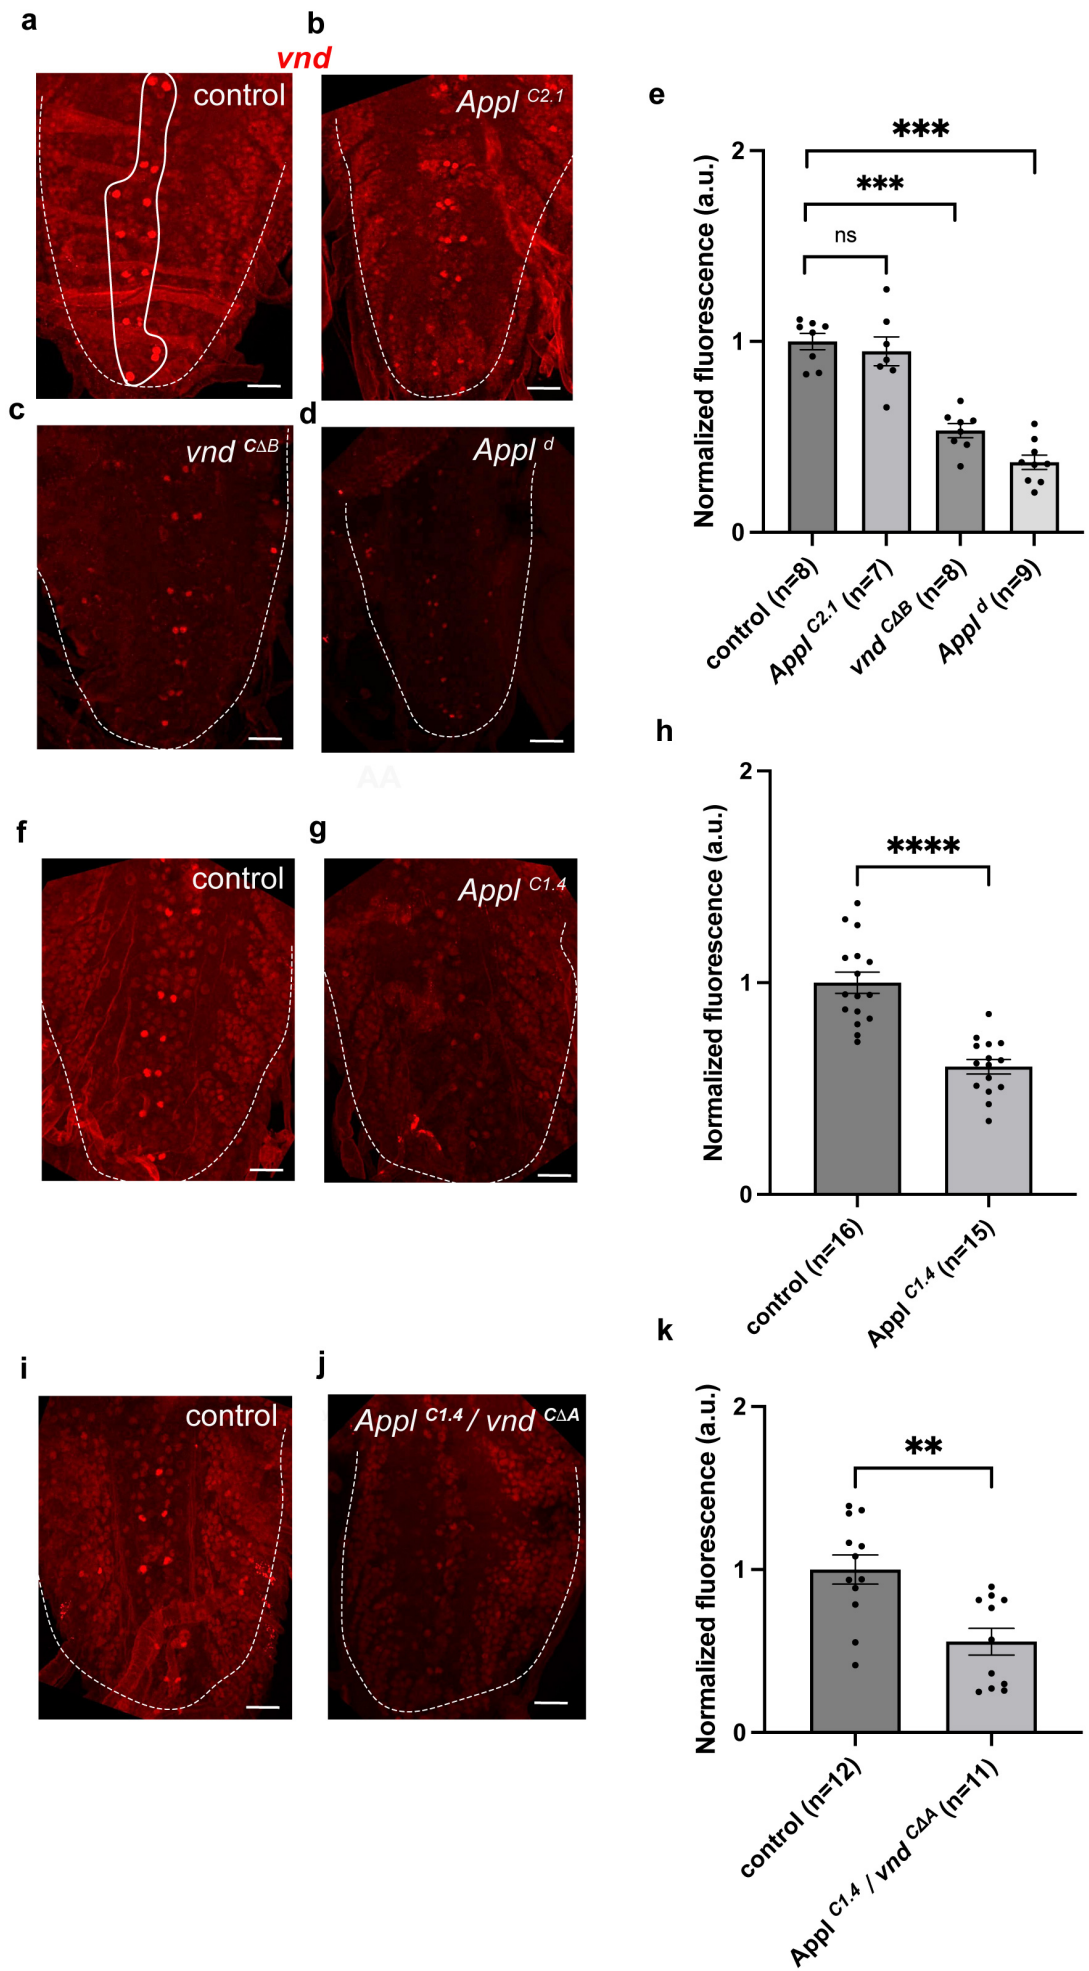 a
b
vnd
control
Appl C2.1
c
d
vnd CΔB
Appl d
AA
e
Normalized fluorescence (a.u.)
2
1
0
***
***
ns
control (n=8)
Appl C2.1 (n=7)
vnd CΔB (n=8)
Appl d (n=9)
f
g
control
Appl C1.4
h
Normalized fluorescence (a.u.)
2
1
0
****
control (n=16)
Appl C1.4 (n=15)
i
j
control
Appl C1.4 / vnd CΔA
k
Normalized fluorescence (a.u.)
2
1
0
**
control (n=12)
Appl C1.4 / vnd CΔA (n=11)